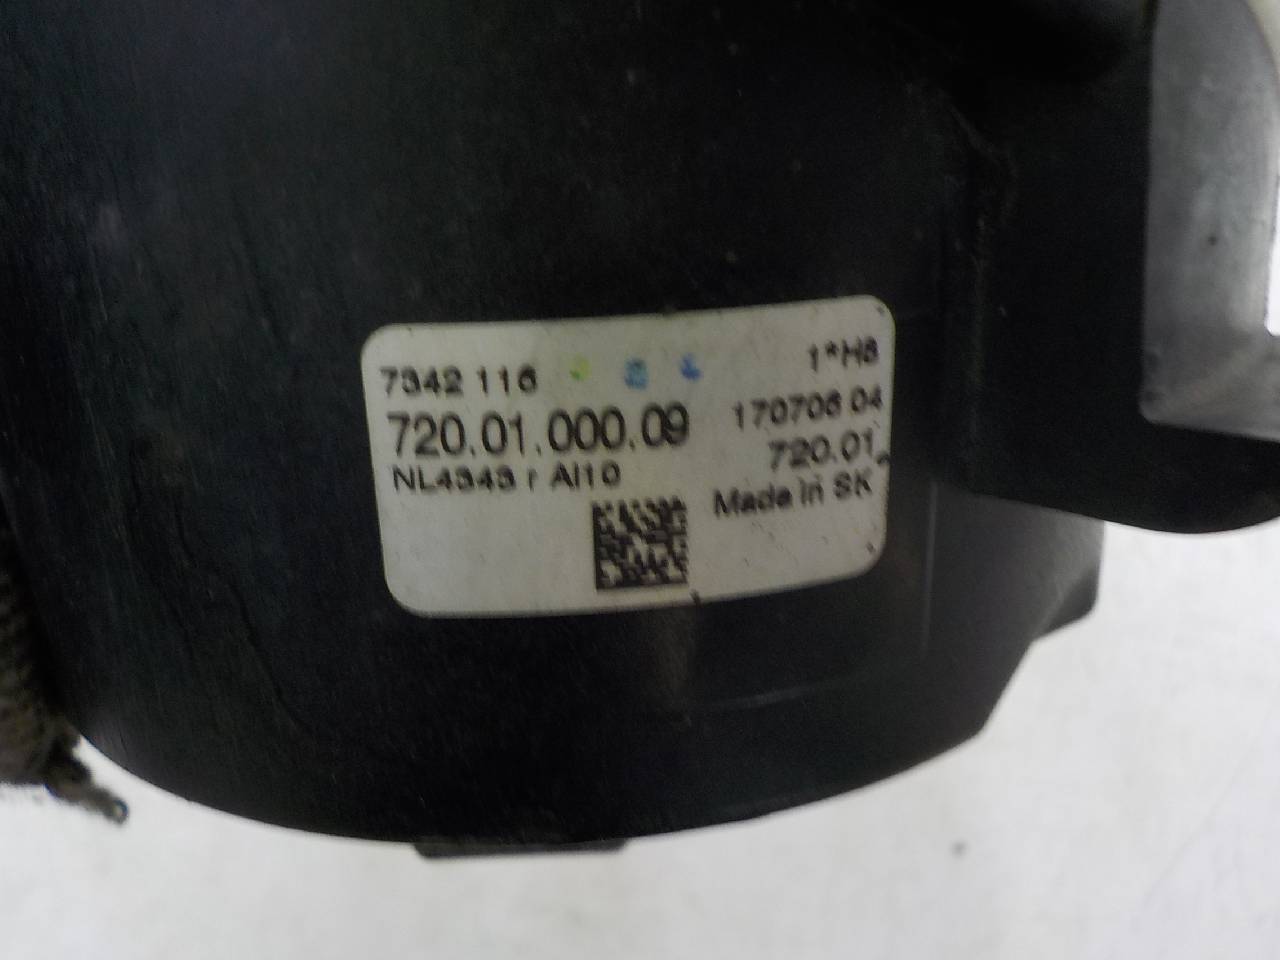 7342 116 1*H8
720.01.000.09 170706 04
NL4343 r Al10 720.01.
Made in SK